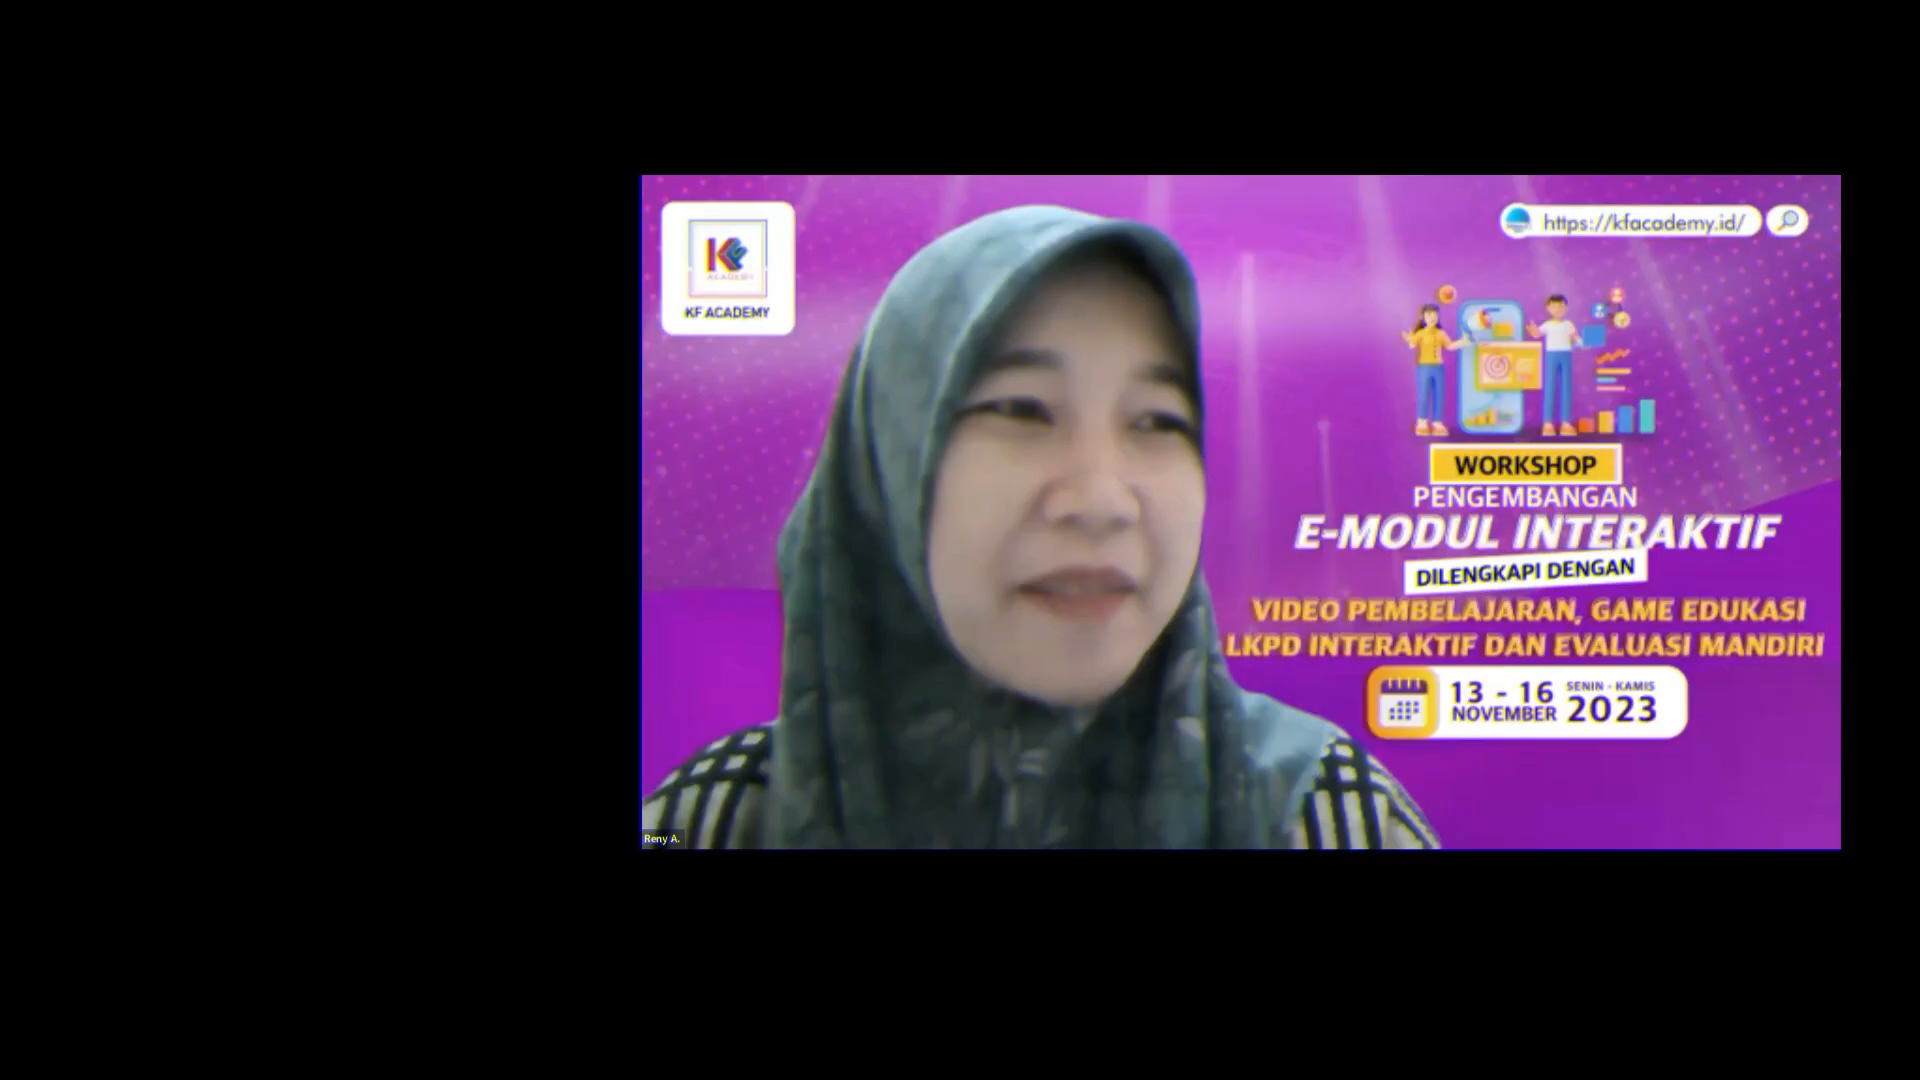 K
ACADEMY
KF ACADEMY
https://kfacademy.id/
WORKSHOP
PENGEMBANGAN
E-MODUL INTERAKTIF
DILENGKAPI DENGAN
VIDEO PEMBELAJARAN, GAME EDUKASI
LKPD INTERAKTIF DAN EVALUASI MANDIRI
13 - 16
NOVEMBER
SENIN - KAMIS
2023
Reny A.